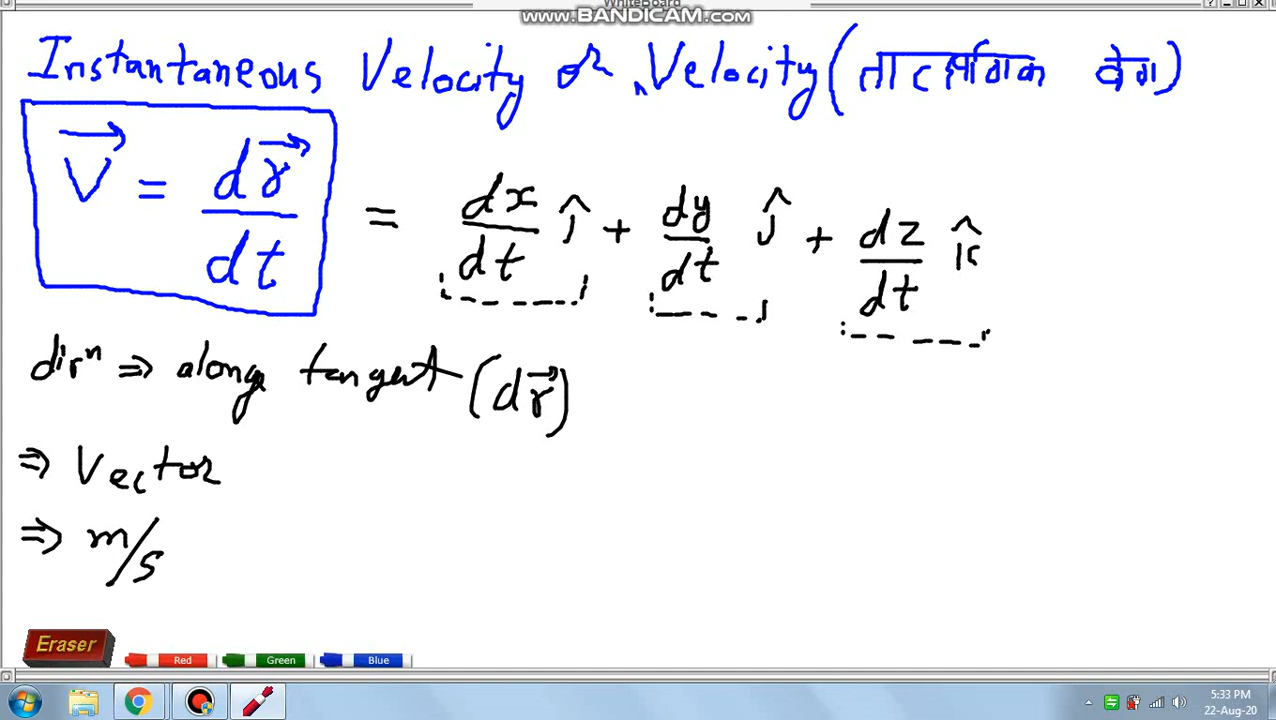 WhiteBoard
www.BANDICAM.com
Instantaneous Velocity or Velocity (तात्क्षणिक वेग)
V⃗ = dr⃗/dt = dx/dt î + dy/dt ĵ + dz/dt k̂
dirⁿ ⇒ along tangent (dr⃗)
⇒ Vector
⇒ m/s
Eraser
Red Green Blue
5:33 PM
22-Aug-20